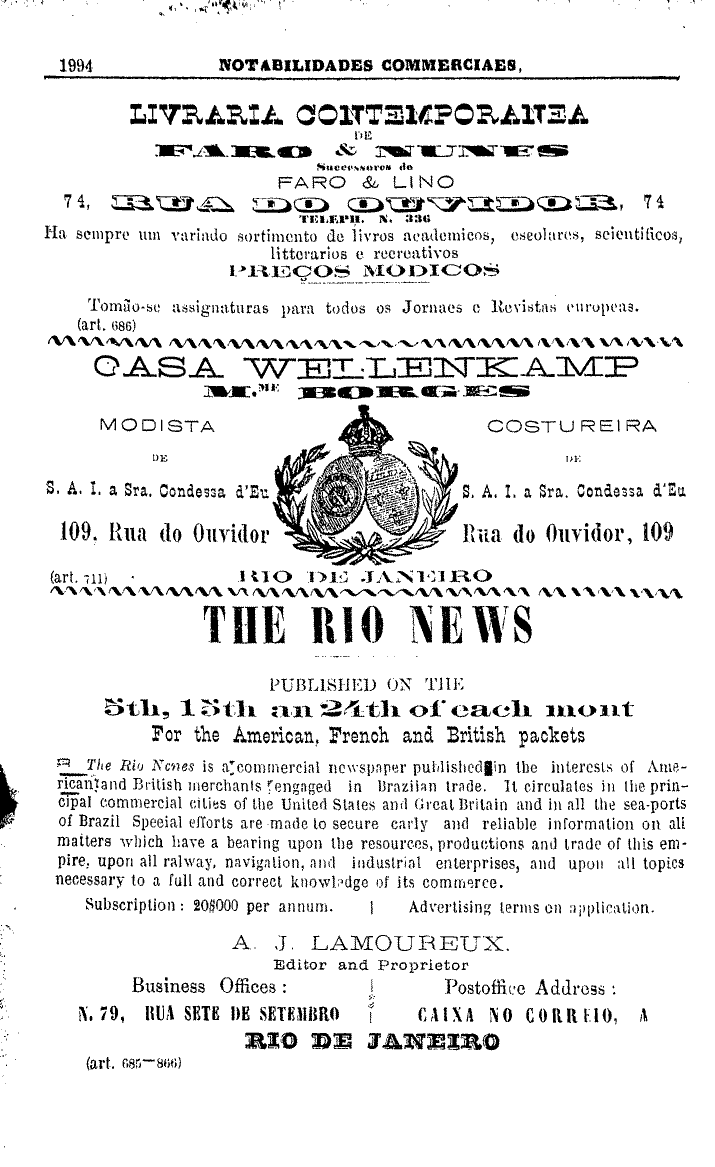 1994 NOTABILIDADES COMMERCIAES,
LIVRARIA CONTEMPORANEA
DE
FARO & NUNES
Successores de
FARO & LINO
74, RUA DO OUVIDOR, 74
TELEPH. N. 336
Ha sempre um variado sortimento de livros academicos, escolares, scientificos,
litterarios e recreativos
PREÇOS MODICOS
Tomão-se assignaturas para todos os Jornaes e Revistas europeas.
(art. 686)
CASA WELLENKAMP
M.ME BORGES
MODISTA COSTUREIRA
DE DE
S. A. I. a Sra. Condessa d'Eu S. A. I. a Sra. Condessa d'Eu
109, Rua do Ouvidor Rua do Ouvidor, 109
(art. 711) RIO DE JANEIRO
THE RIO NEWS
PUBLISHED ON THE
5th, 15th an 24th of each mont
For the American, French and British packets
The Rio News is a commercial newspaper published in the interests of Ame-
rican and British merchants engaged in Braziian trade. It circulates in the prin-
cipal commercial cities of the United States and Great Britain and in all the sea-ports
of Brazil Special efforts are made to secure early and reliable information on all
matters which have a bearing upon the resources, productions and trade of this em-
pire, upon all ralway, navigation, and industrial enterprises, and upon all topics
necessary to a full and correct knowledge of its commerce.
Subscription: 20$000 per annum. | Advertising terms on application.
A. J. LAMOUREUX.
Editor and Proprietor
Business Offices: Postoffice Address:
N. 79, RUA SETE DE SETEMBRO CAIXA NO CORREIO, A
RIO DE JANEIRO
(art. 685—866)